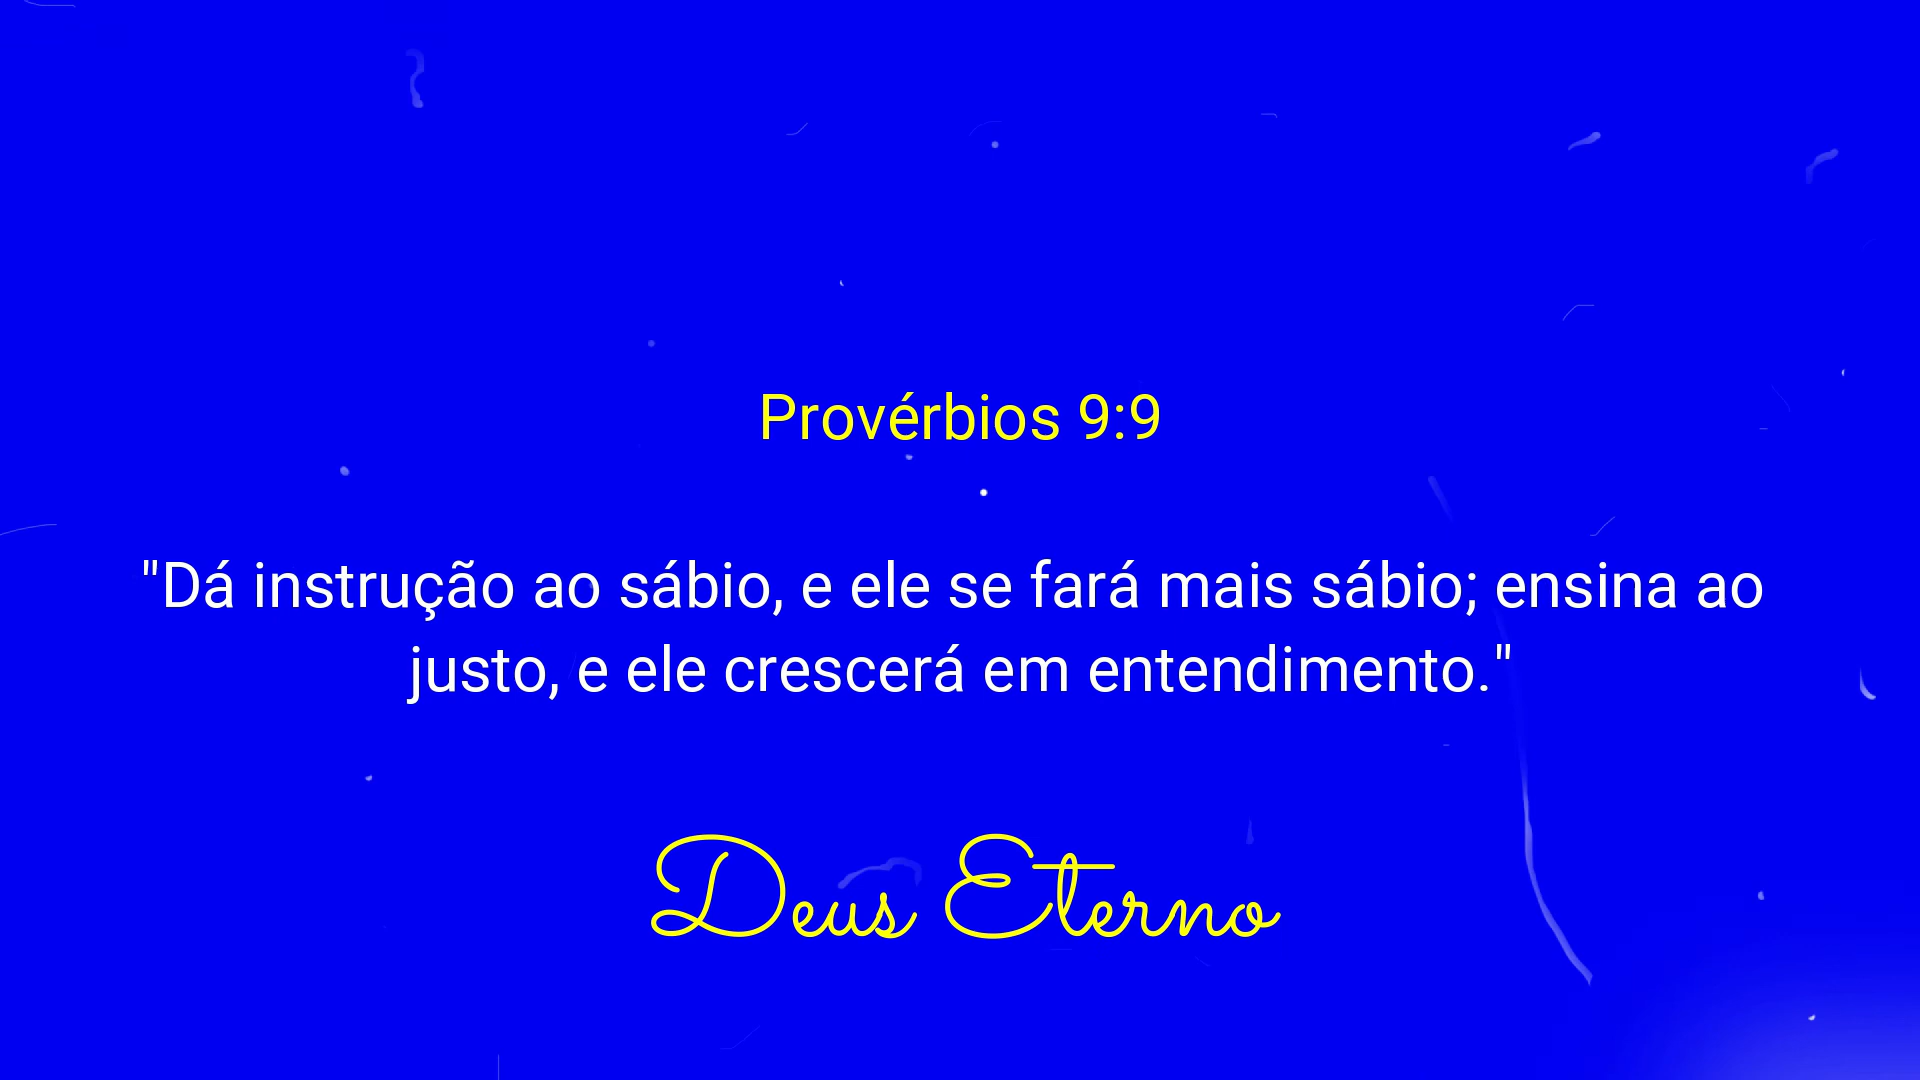 Provérbios 9:9
"Dá instrução ao sábio, e ele se fará mais sábio; ensina ao
justo, e ele crescerá em entendimento."
Deus Eterno